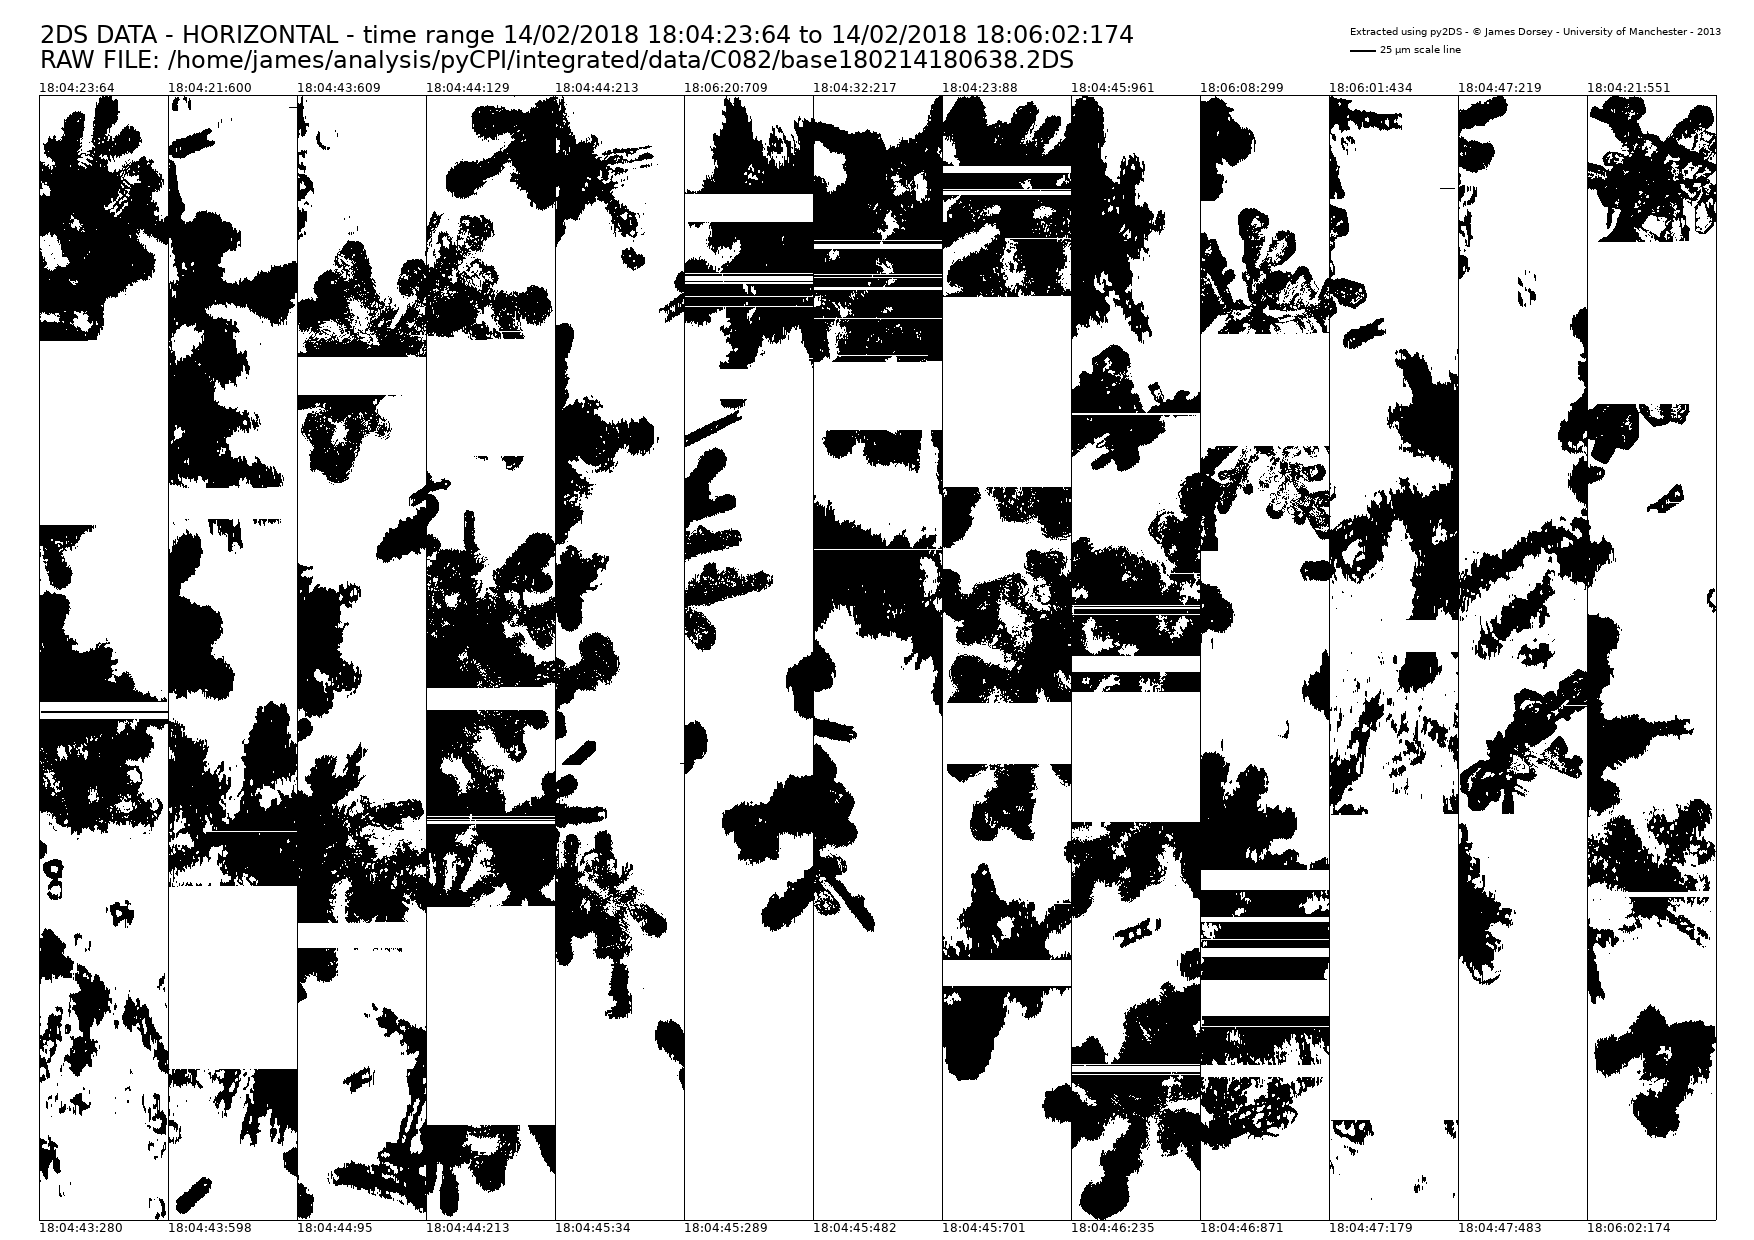 2DS DATA - HORIZONTAL - time range 14/02/2018 18:04:23:64 to 14/02/2018 18:06:02:174
RAW FILE: /home/james/analysis/pyCPI/integrated/data/C082/base180214180638.2DS
Extracted using py2DS - © James Dorsey - University of Manchester - 2013
25 µm scale line
18:04:23:64 18:04:21:600 18:04:43:609 18:04:44:129 18:04:44:213 18:06:20:709 18:04:32:217 18:04:23:88 18:04:45:961 18:06:08:299 18:06:01:434 18:04:47:219 18:04:21:551
18:04:43:280 18:04:43:598 18:04:44:95 18:04:44:213 18:04:45:34 18:04:45:289 18:04:45:482 18:04:45:701 18:04:46:235 18:04:46:871 18:04:47:179 18:04:47:483 18:06:02:174